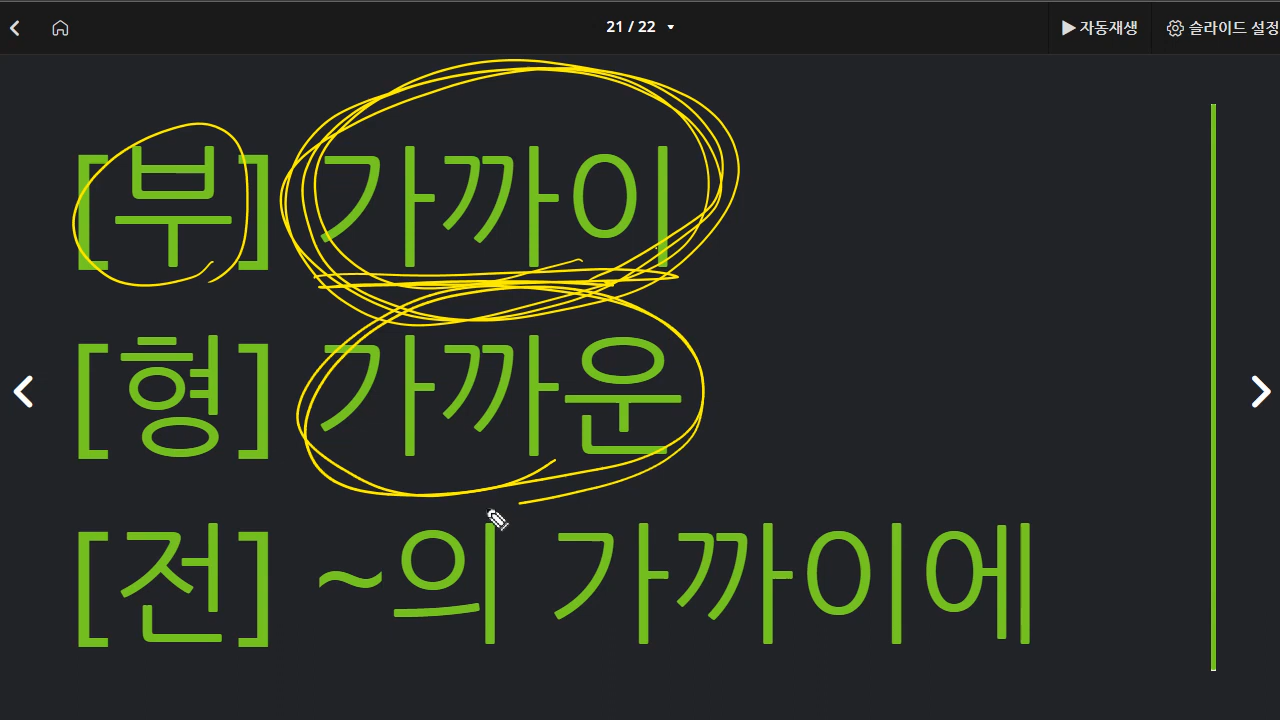 21 / 22
자동재생
슬라이드 설정
[부] 가까이
[형] 가까운
[전] ~의 가까이에